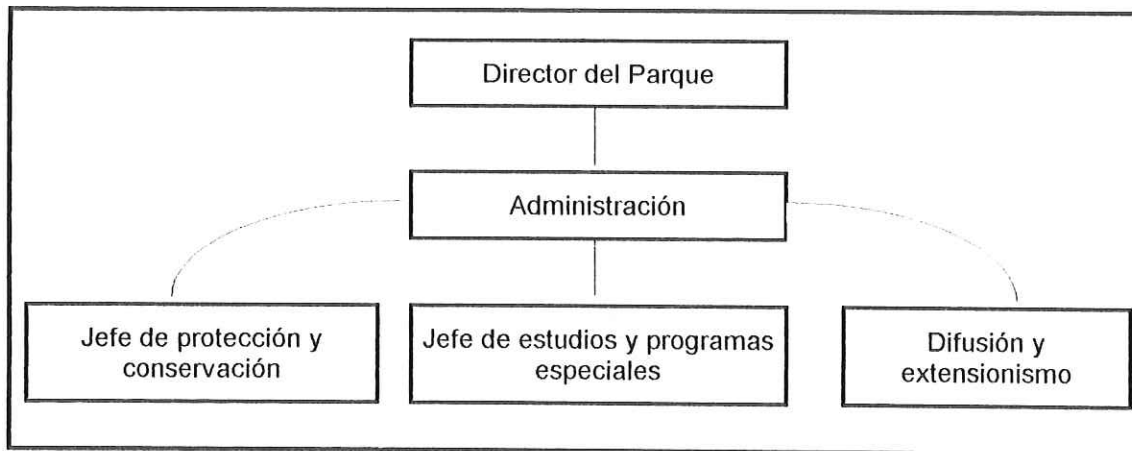 Director del Parque
Administración
Jefe de protección y
conservación
Jefe de estudios y programas
especiales
Difusión y
extensionismo